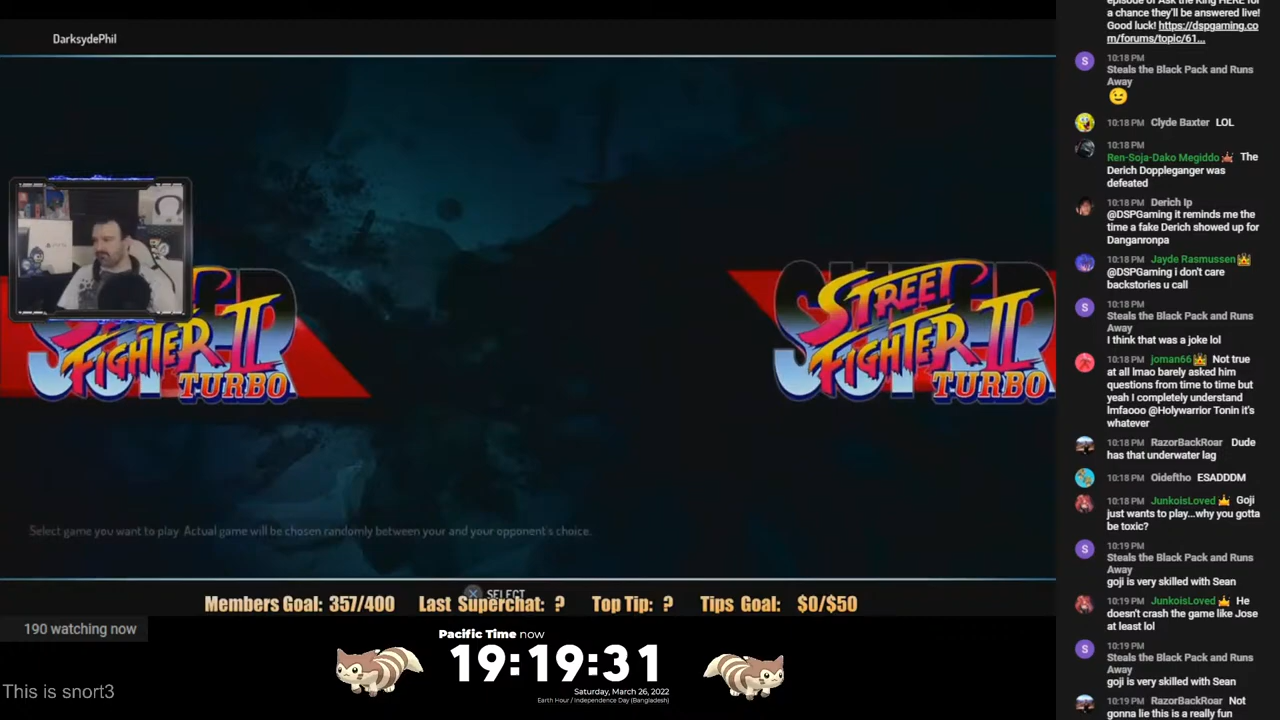 DarksydePhil
STREET
FIGHTER II
TURBO
SUPER
STREET
FIGHTER II
TURBO
Select game you want to play  Actual game will be chosen randomly between your and your opponent's choice.
SELECT
Members Goal: 357/400 Last Superchat: ? Top Tip: ? Tips Goal: $0/$50
190 watching now
Pacific Time now
19:19:31
Saturday, March 26, 2022
Earth Hour / Independence Day (Bangladesh)
This is snort3
episode of Ask the King HERE for
a chance they'll be answered live!
Good luck! https://dspgaming.co
m/forums/topic/61...
10:18 PM
Steals the Black Pack and Runs
Away
10:18 PM Clyde Baxter LOL
10:18 PM
Ren-Soja-Dako Megiddo The
Derich Doppleganger was
defeated
10:18 PM Derich Ip
@DSPGaming it reminds me the
time a fake Derich showed up for
Danganronpa
10:18 PM Jayde Rasmussen
@DSPGaming i don't care
backstories u call
10:18 PM
Steals the Black Pack and Runs
Away
I think that was a joke lol
10:18 PM joman66 Not true
at all lmao barely asked him
questions from time to time but
yeah I completely understand
lmfaooo @Holywarrior Tonin it's
whatever
10:18 PM RazorBackRoar Dude
has that underwater lag
10:18 PM Oideftho ESADDDM
10:18 PM JunkoisLoved Goji
just wants to play...why you gotta
be toxic?
10:19 PM
Steals the Black Pack and Runs
Away
goji is very skilled with Sean
10:19 PM JunkoisLoved He
doesn't crash the game like Jose
at least lol
10:19 PM
Steals the Black Pack and Runs
Away
goji is very skilled with Sean
10:19 PM RazorBackRoar Not
gonna lie this is a really fun